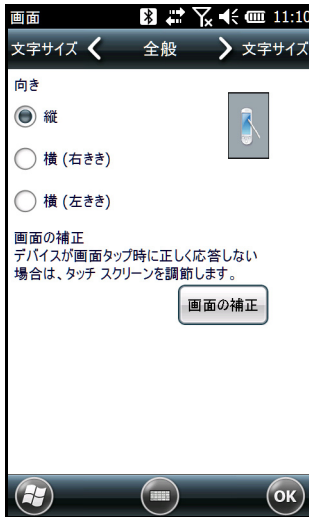 画面 11:10
文字サイズ 全般 文字サイズ
向き
縦
横 (右きき)
横 (左きき)
画面の補正
デバイスが画面タップ時に正しく応答しない
場合は、タッチ スクリーンを調節します。
画面の補正
OK